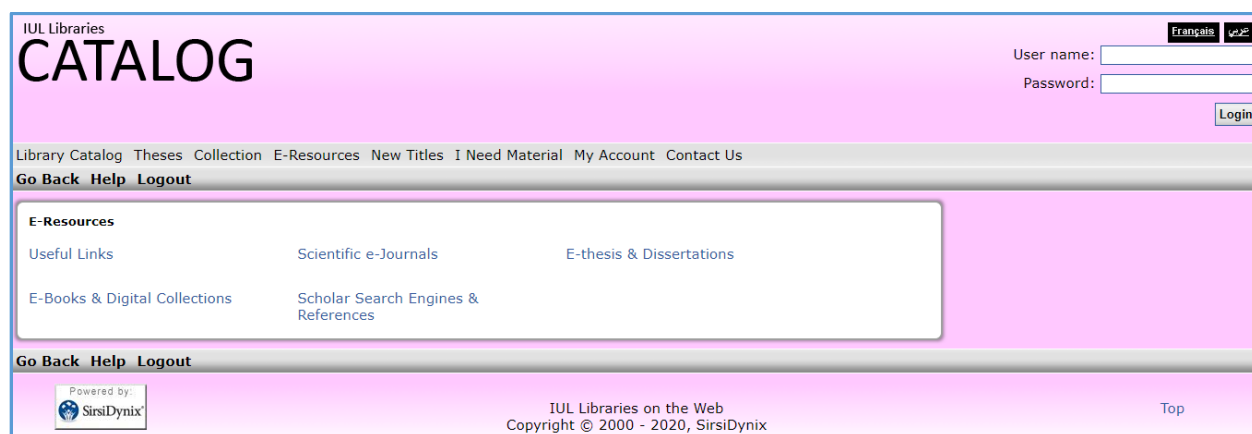 IUL Libraries
CATALOG
Français عربي
User name:
Password:
Login
Library Catalog Theses Collection E-Resources New Titles I Need Material My Account Contact Us
Go Back Help Logout
E-Resources
Useful Links Scientific e-Journals E-thesis & Dissertations
E-Books & Digital Collections Scholar Search Engines &
References
Go Back Help Logout
Powered by:
SirsiDynix®
IUL Libraries on the Web Top
Copyright © 2000 - 2020, SirsiDynix